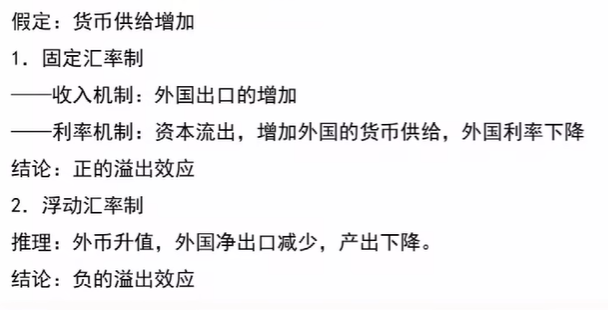 假定：货币供给增加
1. 固定汇率制
——收入机制：外国出口的增加
——利率机制：资本流出，增加外国的货币供给，外国利率下降
结论：正的溢出效应
2. 浮动汇率制
推理：外币升值，外国净出口减少，产出下降。
结论：负的溢出效应